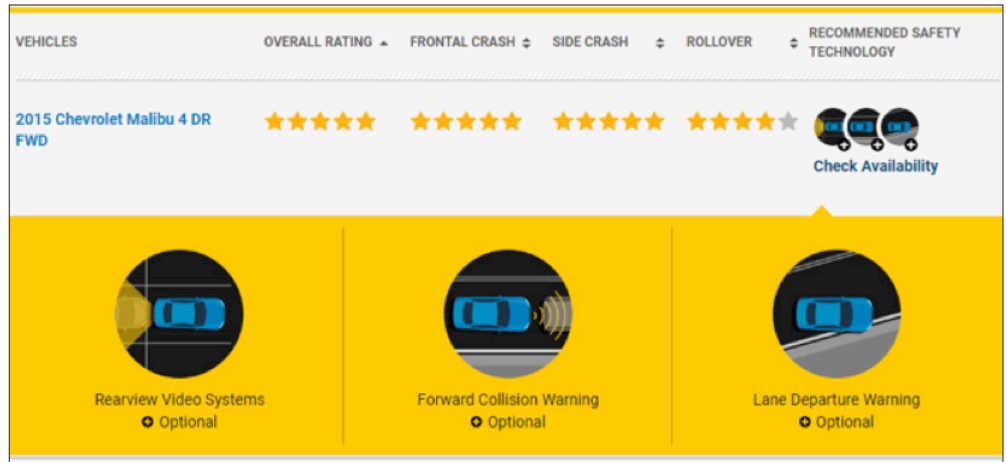 VEHICLES
OVERALL RATING
FRONTAL CRASH
SIDE CRASH
ROLLOVER
RECOMMENDED SAFETY
TECHNOLOGY
2015 Chevrolet Malibu 4 DR
FWD
Check Availability
Rearview Video Systems
Optional
Forward Collision Warning
Optional
Lane Departure Warning
Optional